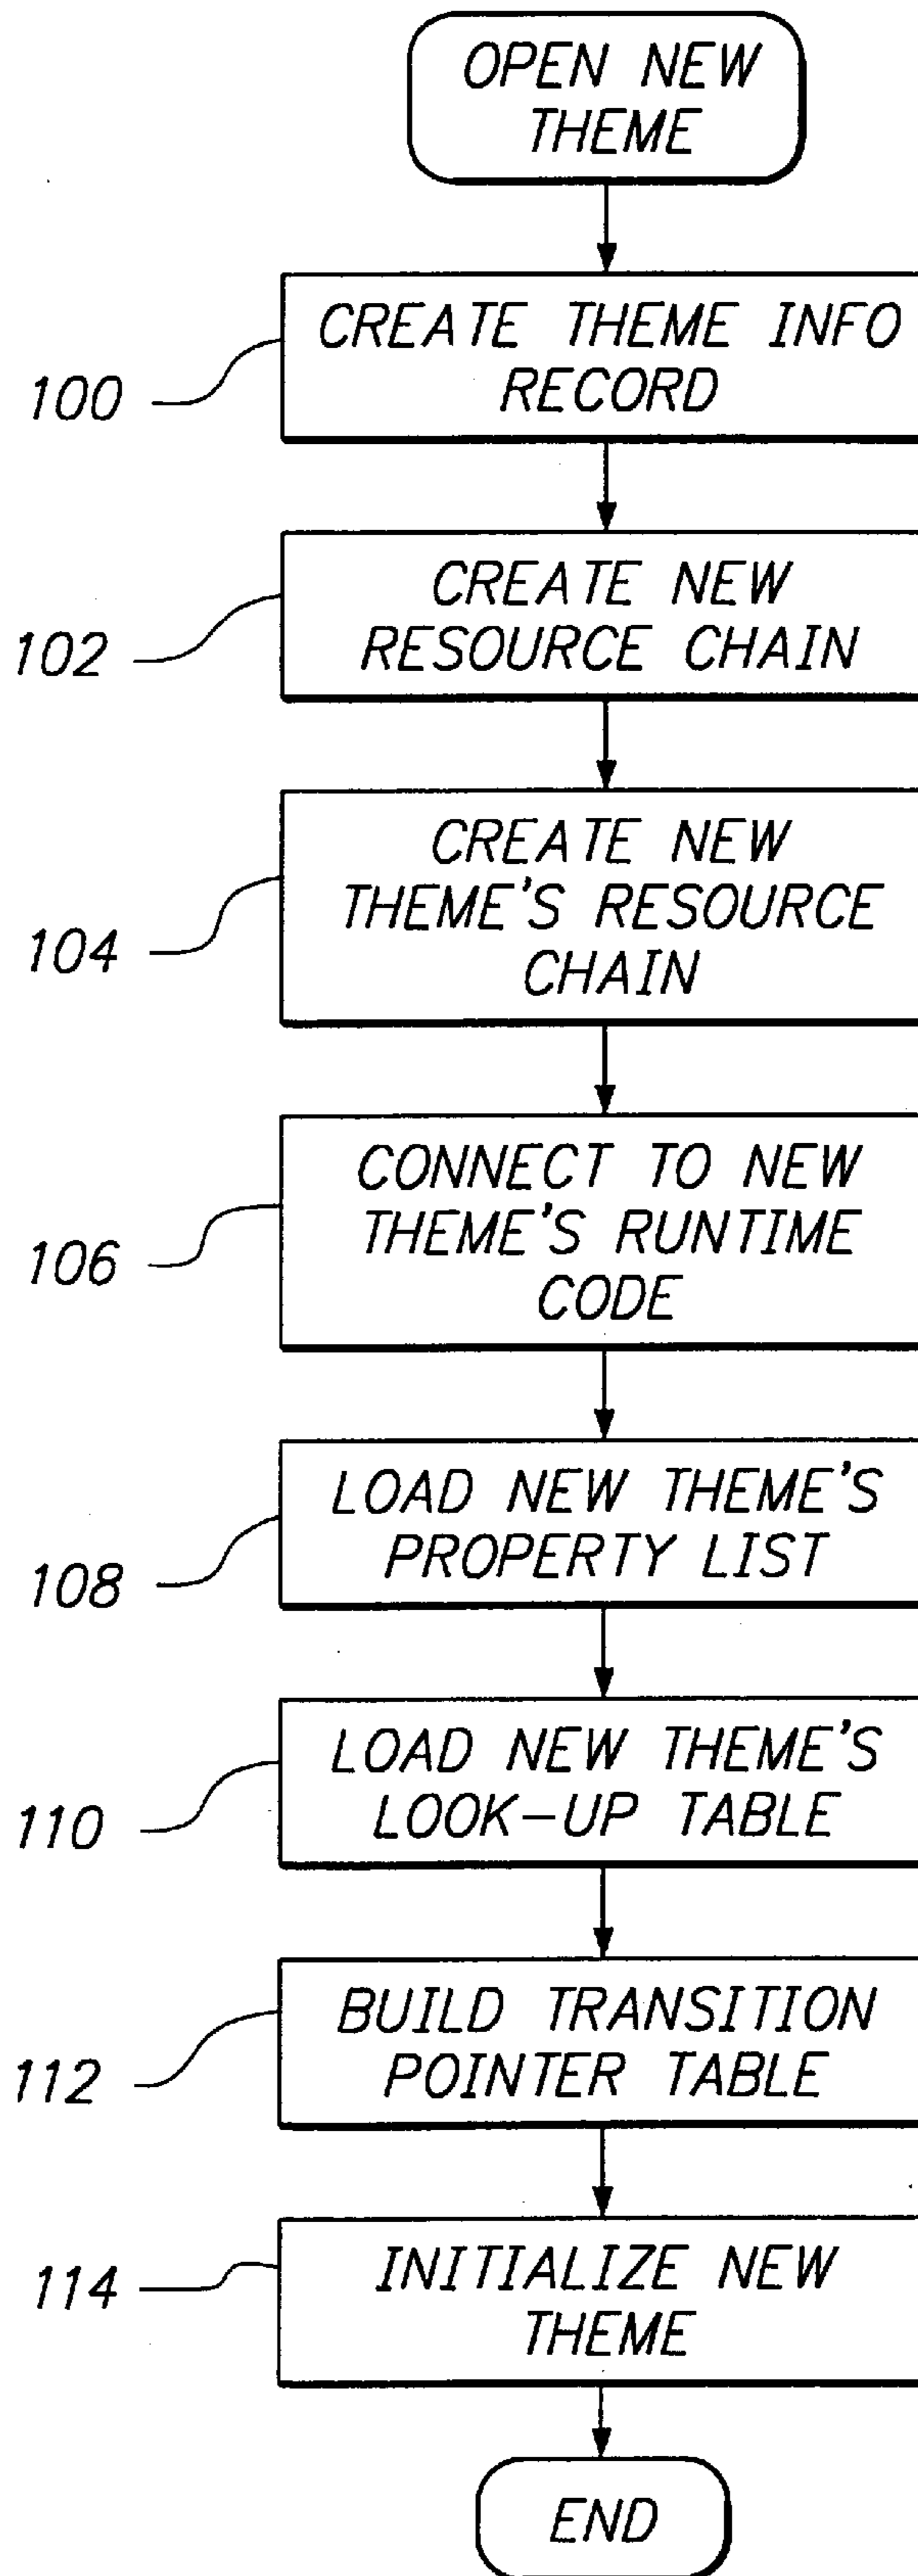 OPEN NEW
THEME
CREATE THEME INFO
RECORD
100
CREATE NEW
RESOURCE CHAIN
102
CREATE NEW
THEME'S RESOURCE
CHAIN
104
CONNECT TO NEW
THEME'S RUNTIME
CODE
106
LOAD NEW THEME'S
PROPERTY LIST
108
LOAD NEW THEME'S
LOOK-UP TABLE
110
BUILD TRANSITION
POINTER TABLE
112
INITIALIZE NEW
THEME
114
END